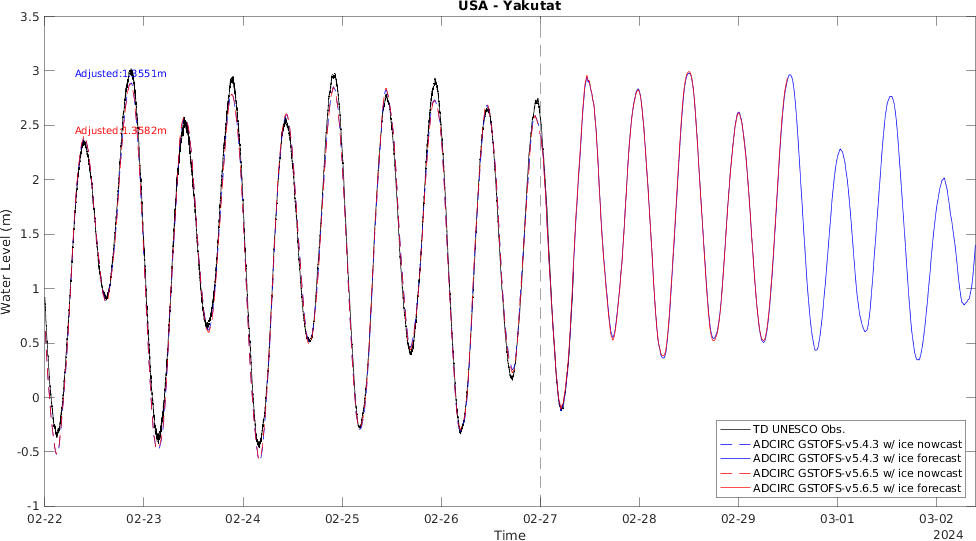 USA - Yakutat
3.5
3
2.5
2
1.5
1
0.5
0
-0.5
-1
Water Level (m)
Adjusted:1.3551m
Adjusted:1.3582m
TD UNESCO Obs.
ADCIRC GSTOFS-v5.4.3 w/ ice nowcast
ADCIRC GSTOFS-v5.4.3 w/ ice forecast
ADCIRC GSTOFS-v5.6.5 w/ ice nowcast
ADCIRC GSTOFS-v5.6.5 w/ ice forecast
02-22 02-23 02-24 02-25 02-26 02-27 02-28 02-29 03-01 03-02
Time
2024